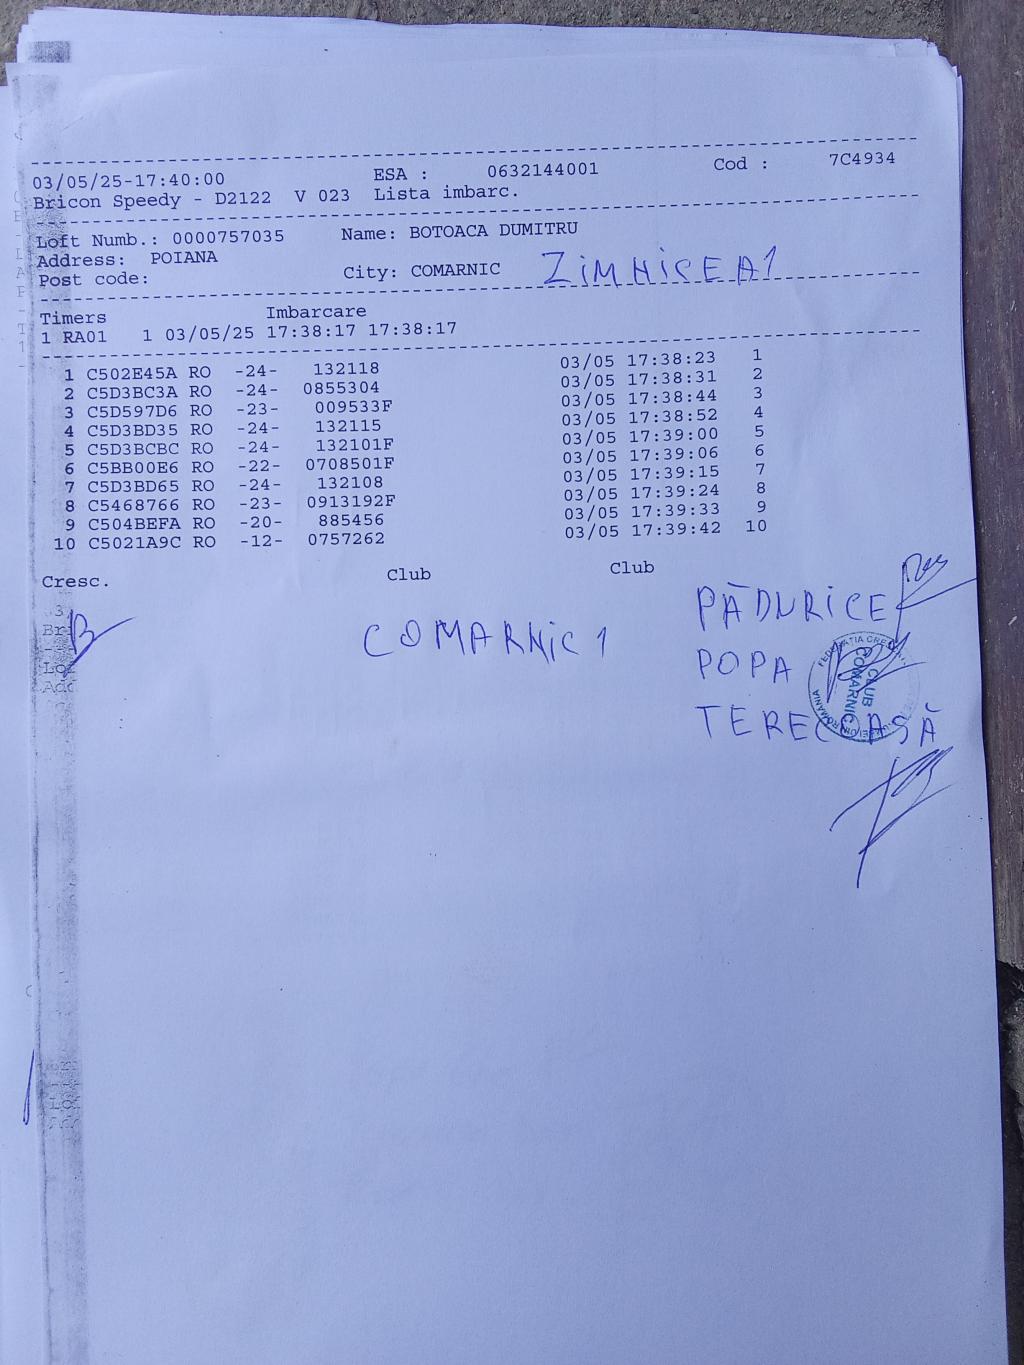 03/05/25-17:40:00 ESA : 0632144001 Cod : 7C4934
Bricon Speedy - D2122 V 023 Lista imbarc.
Loft Numb.: 0000757035 Name: BOTOACA DUMITRU
Address: POIANA
Post code: City: COMARNIC ZIMNICEA1
Timers Imbarcare
1 RA01 1 03/05/25 17:38:17 17:38:17
1 C502E45A RO -24- 132118 03/05 17:38:23 1
2 C5D3BC3A RO -24- 0855304 03/05 17:38:31 2
3 C5D597D6 RO -23- 009533F 03/05 17:38:44 3
4 C5D3BD35 RO -24- 132115 03/05 17:38:52 4
5 C5D3BCBC RO -24- 132101F 03/05 17:39:00 5
6 C5BB00E6 RO -22- 0708501F 03/05 17:39:06 6
7 C5D3BD65 RO -24- 132108 03/05 17:39:15 7
8 C5468766 RO -23- 0913192F 03/05 17:39:24 8
9 C504BEFA RO -20- 885456 03/05 17:39:33 9
10 C5021A9C RO -12- 0757262 03/05 17:39:42 10
Cresc. Club Club
COMARNIC 1 PĂDURICE
POPA
CLUB
COMARNIC